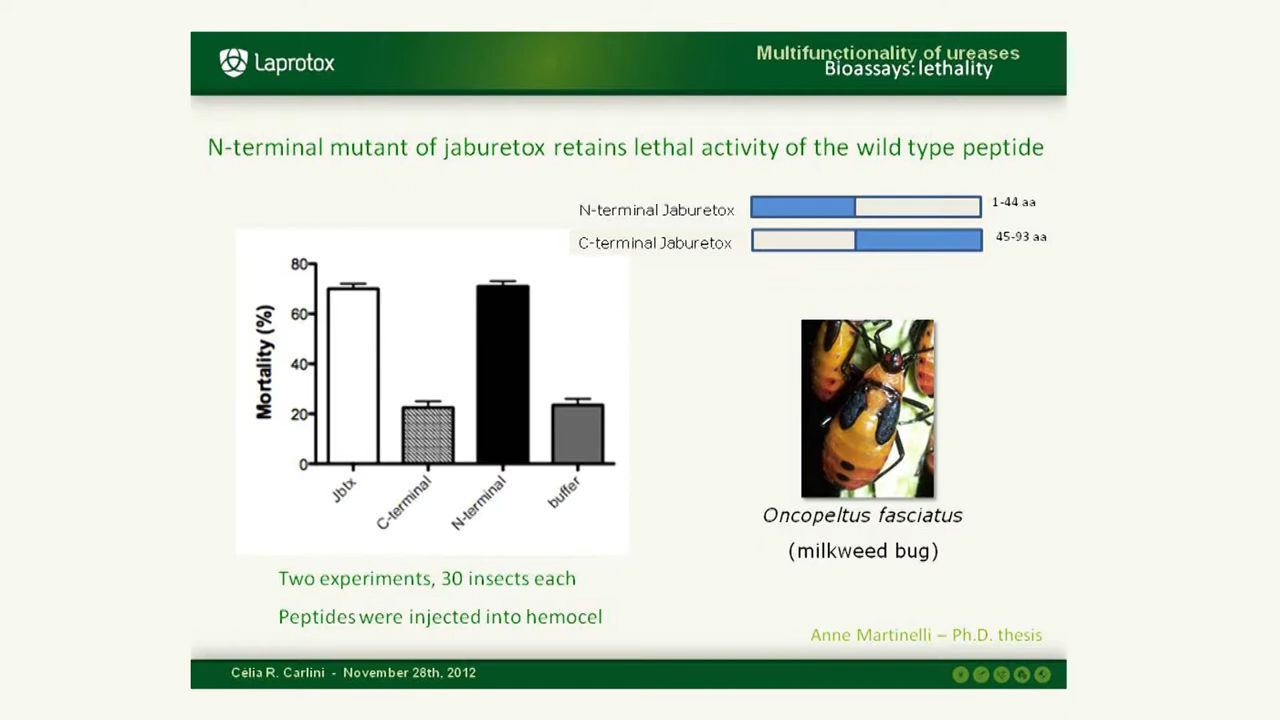 Laprotox
Multifunctionality of ureases
Bioassays: lethality
N-terminal mutant of jaburetox retains lethal activity of the wild type peptide
N-terminal Jaburetox
1-44 aa
C-terminal Jaburetox
45-93 aa
Mortality (%)
80
60
40
20
0
Jbtx
C-terminal
N-terminal
buffer
Oncopeltus fasciatus
(milkweed bug)
Two experiments, 30 insects each
Peptides were injected into hemocel
Anne Martinelli – Ph.D. thesis
Célia R. Carlini - November 28th, 2012